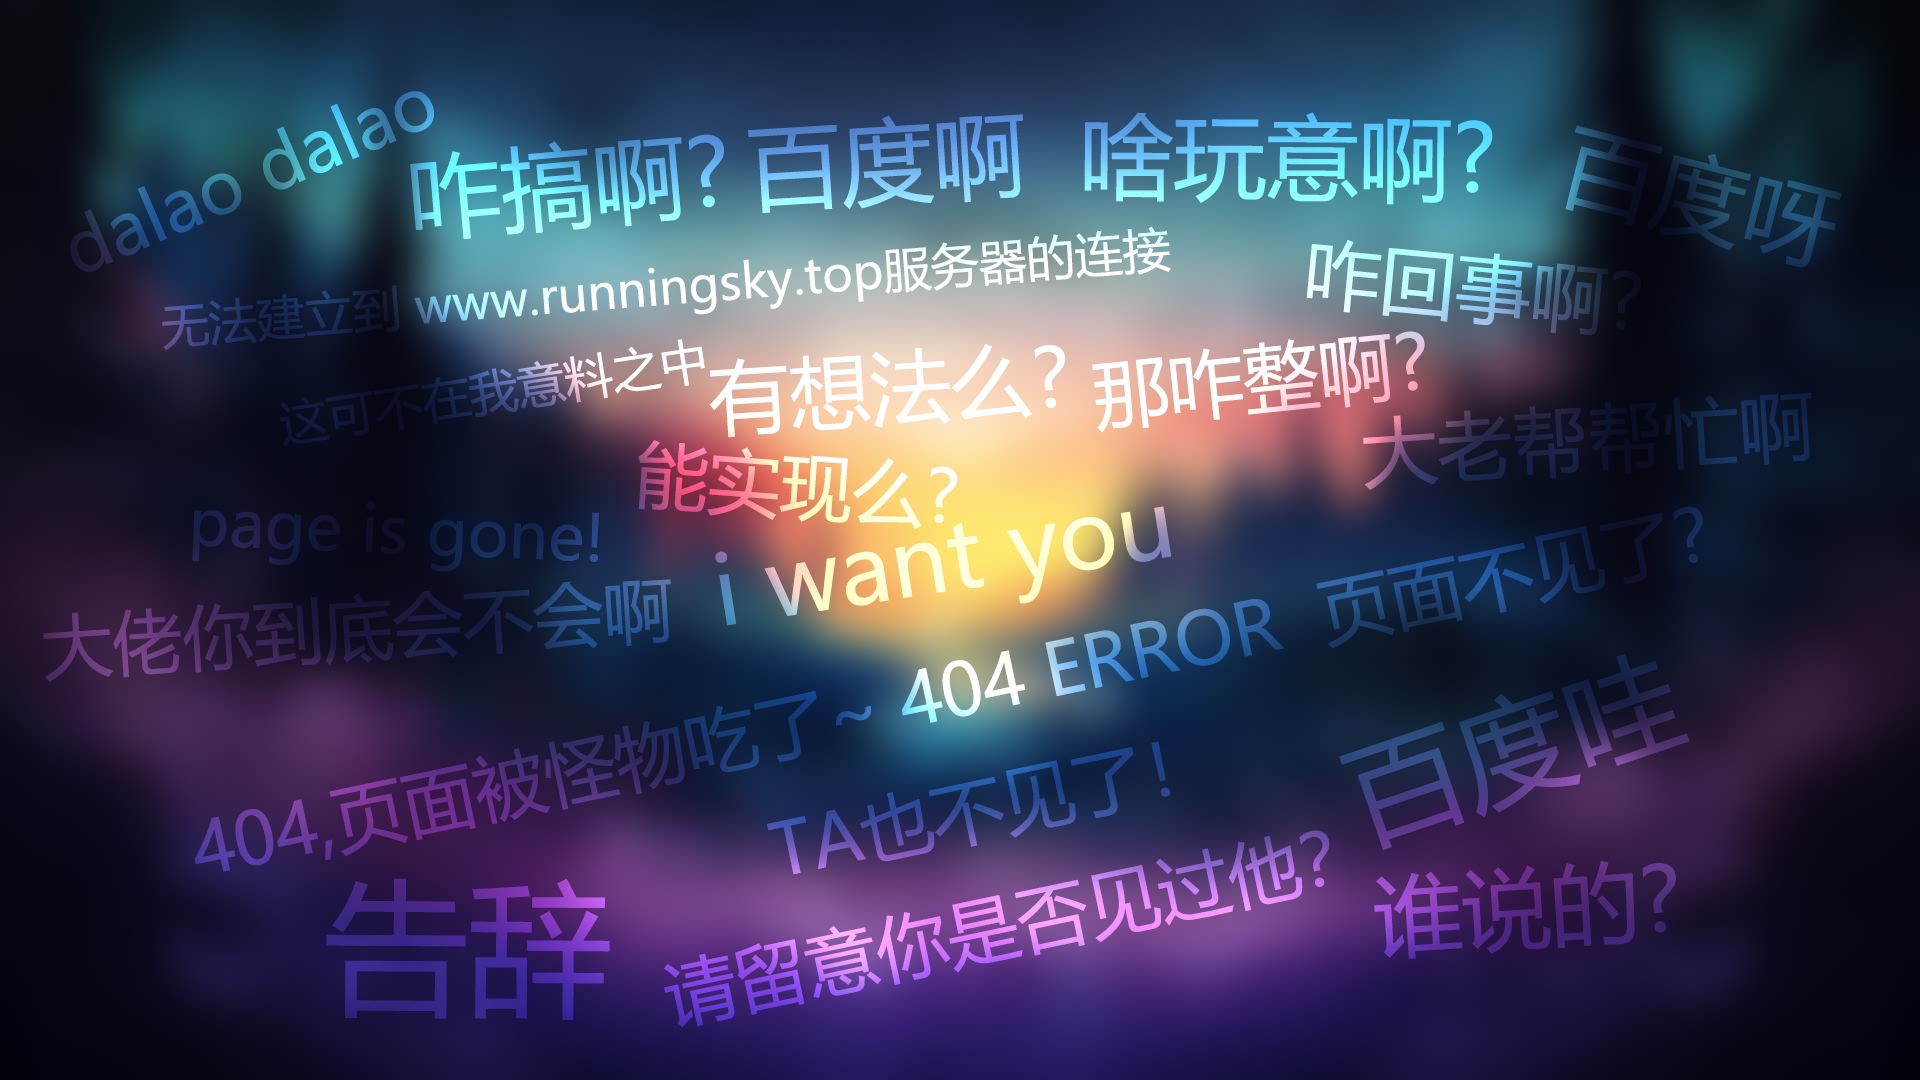 dalao dalao
咋搞啊? 百度啊 啥玩意啊?
百度呀
无法建立到 www.runningsky.top服务器的连接
咋回事啊?
这可不在我意料之中
有想法么? 那咋整啊?
大老帮帮忙啊
能实现么?
page is gone!
i want you
大佬你到底会不会啊
404 ERROR 页面不见了?
404,页面被怪物吃了~
TA也不见了!
百度哇
告辞
请留意你是否见过他?
谁说的?